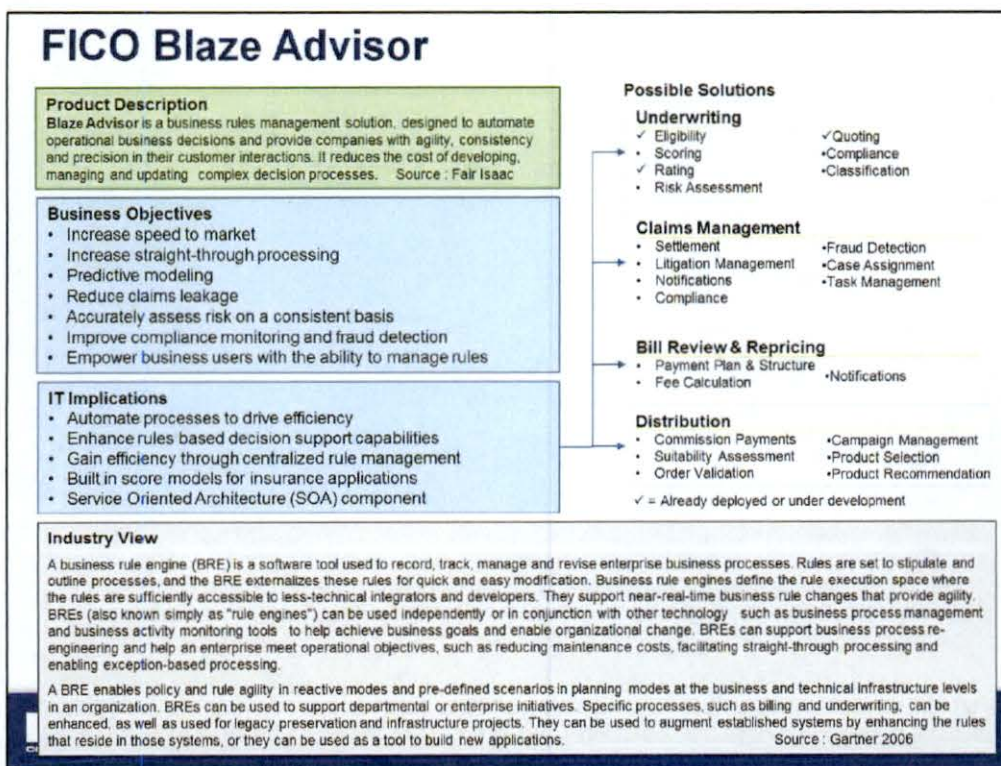 FICO Blaze Advisor
Product Description
Blaze Advisor is a business rules management solution, designed to automate
operational business decisions and provide companies with agility, consistency
and precision in their customer interactions. It reduces the cost of developing,
managing and updating complex decision processes. Source : Fair Isaac
Business Objectives
• Increase speed to market
• Increase straight-through processing
• Predictive modeling
• Reduce claims leakage
• Accurately assess risk on a consistent basis
• Improve compliance monitoring and fraud detection
• Empower business users with the ability to manage rules
IT Implications
• Automate processes to drive efficiency
• Enhance rules based decision support capabilities
• Gain efficiency through centralized rule management
• Built in score models for insurance applications
• Service Oriented Architecture (SOA) component
Possible Solutions
Underwriting
✓ Eligibility ✓Quoting
• Scoring •Compliance
✓ Rating •Classification
• Risk Assessment
Claims Management
• Settlement •Fraud Detection
• Litigation Management •Case Assignment
• Notifications •Task Management
• Compliance
Bill Review & Repricing
• Payment Plan & Structure
• Fee Calculation •Notifications
Distribution
• Commission Payments •Campaign Management
• Suitability Assessment •Product Selection
• Order Validation •Product Recommendation
✓ = Already deployed or under development
Industry View
A business rule engine (BRE) is a software tool used to record, track, manage and revise enterprise business processes. Rules are set to stipulate and
outline processes, and the BRE externalizes these rules for quick and easy modification. Business rule engines define the rule execution space where
the rules are sufficiently accessible to less-technical integrators and developers. They support near-real-time business rule changes that provide agility.
BREs (also known simply as "rule engines") can be used independently or in conjunction with other technology such as business process management
and business activity monitoring tools to help achieve business goals and enable organizational change. BREs can support business process re-
engineering and help an enterprise meet operational objectives, such as reducing maintenance costs, facilitating straight-through processing and
enabling exception-based processing.
A BRE enables policy and rule agility in reactive modes and pre-defined scenarios in planning modes at the business and technical infrastructure levels
in an organization. BREs can be used to support departmental or enterprise initiatives. Specific processes, such as billing and underwriting, can be
enhanced, as well as used for legacy preservation and infrastructure projects. They can be used to augment established systems by enhancing the rules
that reside in those systems, or they can be used as a tool to build new applications. Source : Gartner 2006